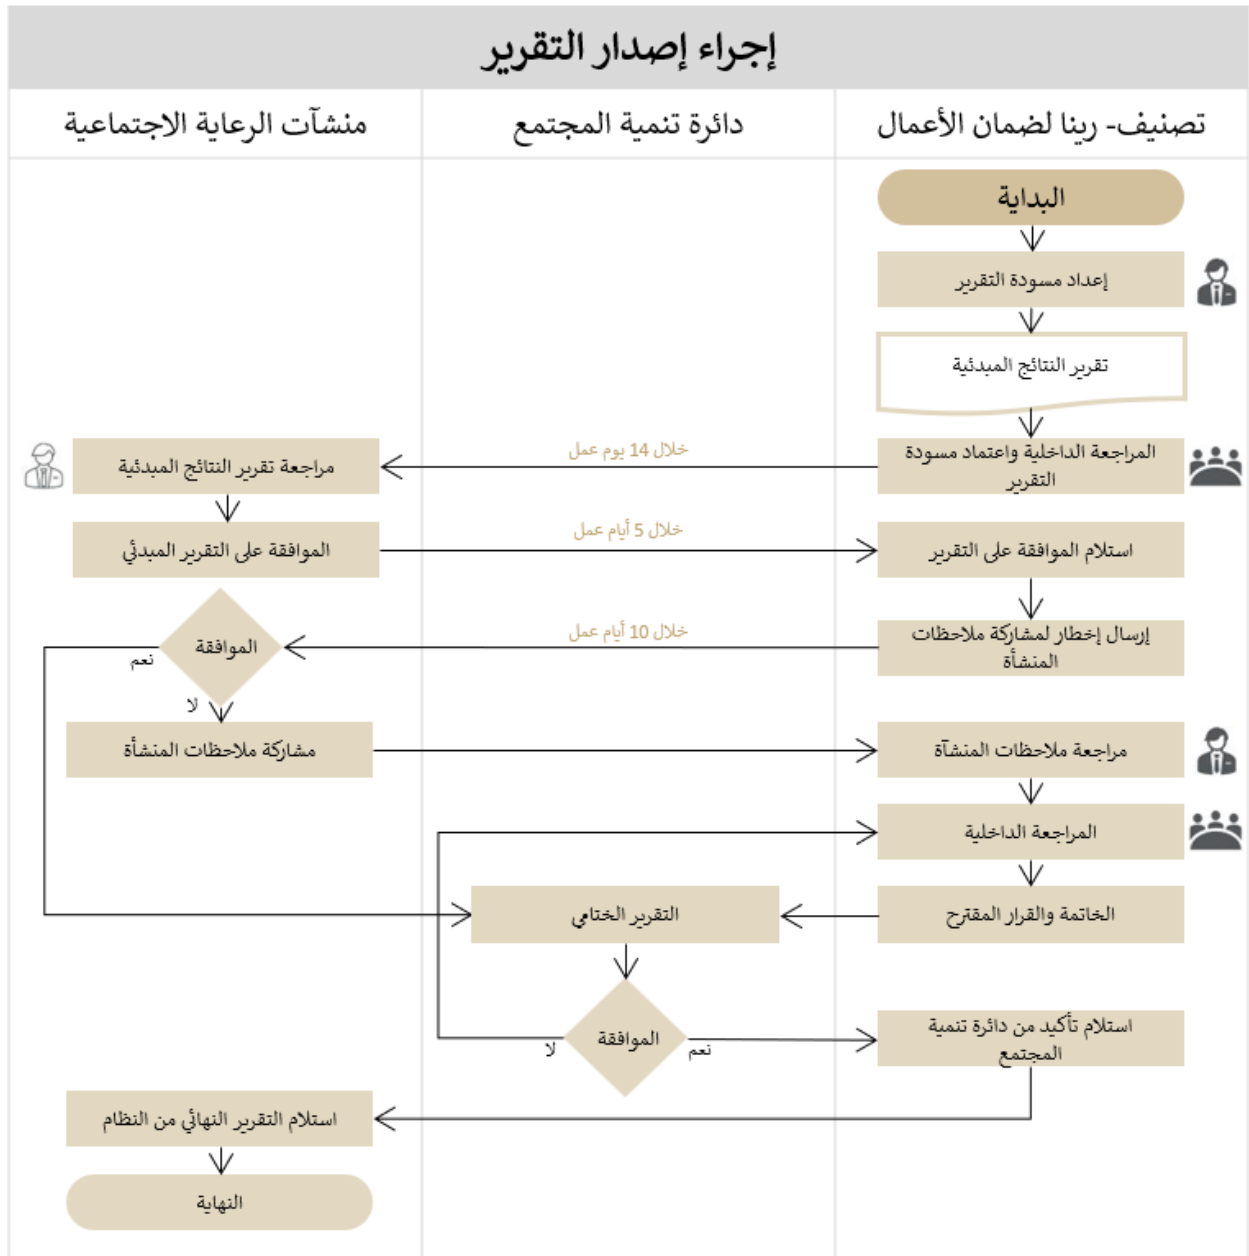 إجراء إصدار التقرير
تصنيف- رينا لضمان الأعمال
دائرة تنمية المجتمع
منشآت الرعاية الاجتماعية
البداية
إعداد مسودة التقرير
تقرير النتائج المبدئية
المراجعة الداخلية واعتماد مسودة
التقرير
خلال 14 يوم عمل
مراجعة تقرير النتائج المبدئية
الموافقة على التقرير المبدئي
خلال 5 أيام عمل
استلام الموافقة على التقرير
إرسال إخطار لمشاركة ملاحظات
المنشأة
خلال 10 أيام عمل
الموافقة
نعم
لا
مشاركة ملاحظات المنشأة
مراجعة ملاحظات المنشآة
المراجعة الداخلية
الخاتمة والقرار المقترح
التقرير الختامي
الموافقة
لا
نعم
استلام تأكيد من دائرة تنمية
المجتمع
استلام التقرير النهائي من النظام
النهاية